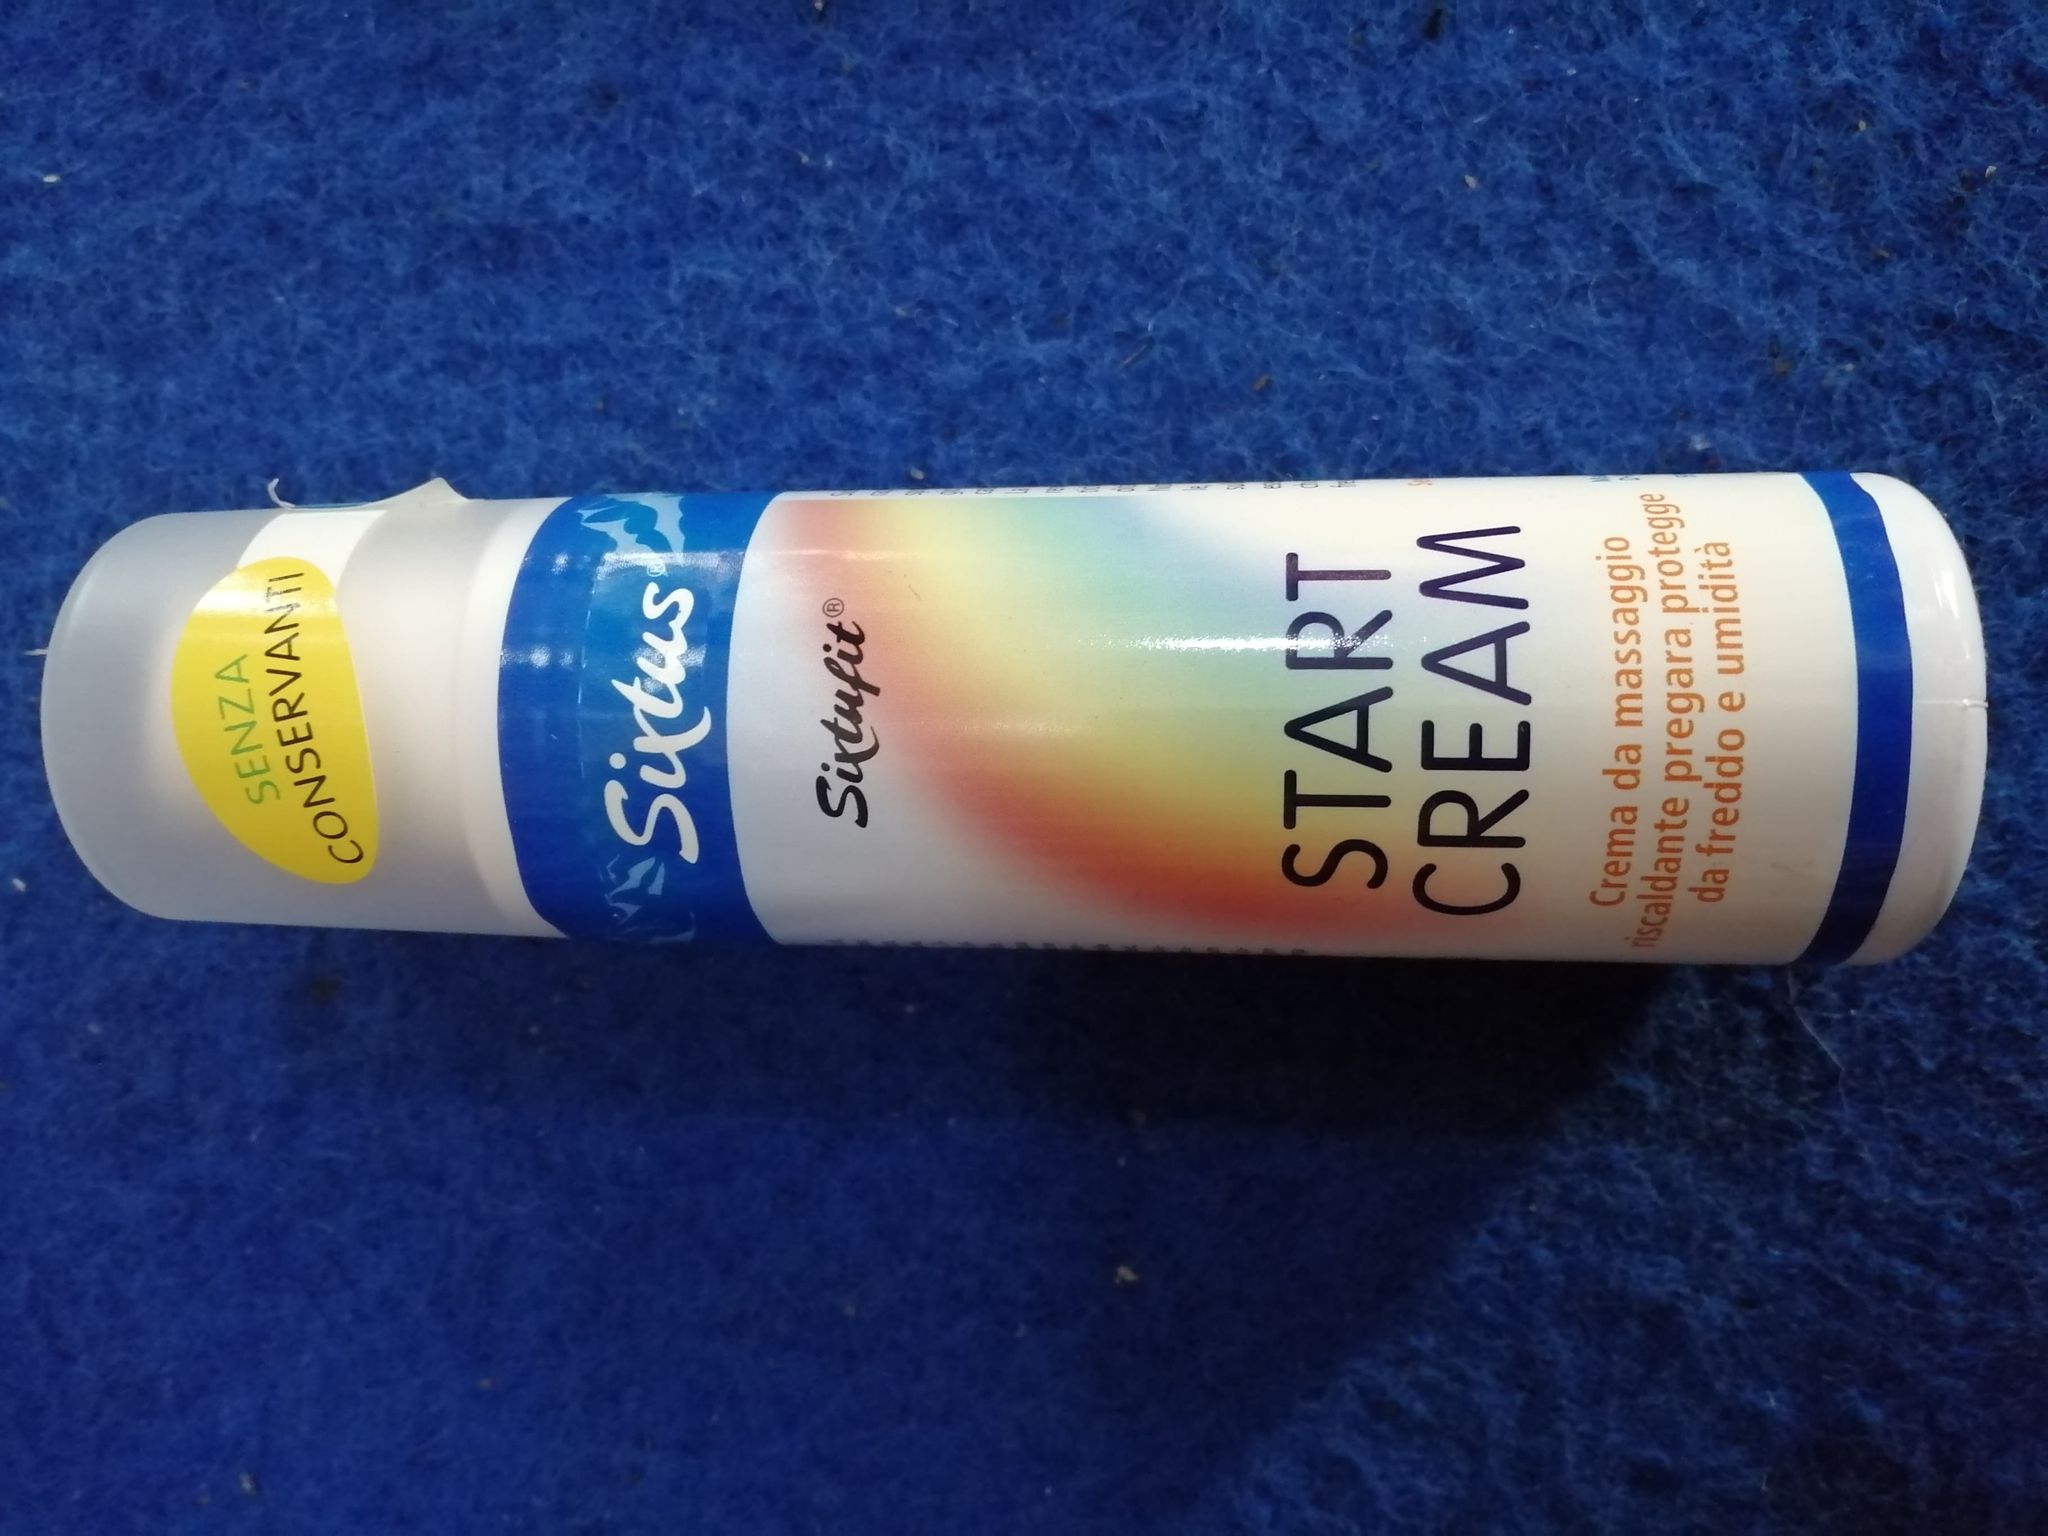 SENZA
CONSERVANTI
Sixtus®
Sixtufit®
START
CREAM
Crema da massaggio
riscaldante pregara protegge
da freddo e umidità